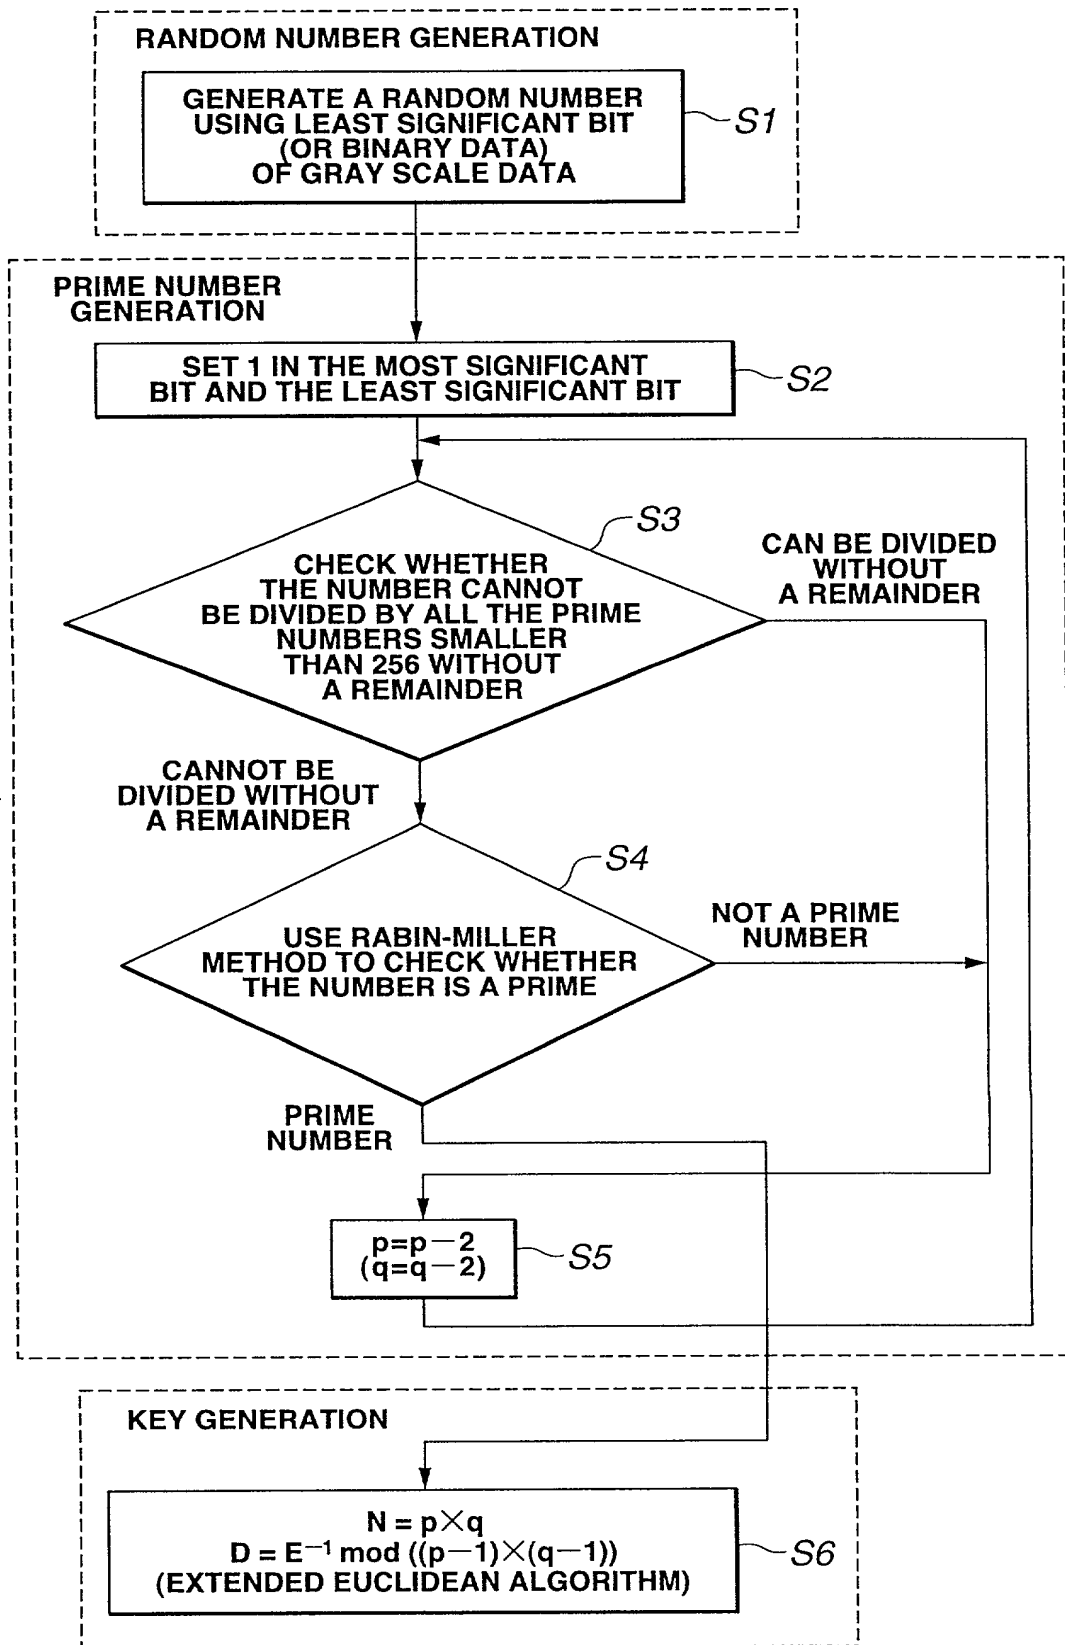 RANDOM NUMBER GENERATION
GENERATE A RANDOM NUMBER
USING LEAST SIGNIFICANT BIT
(OR BINARY DATA)
OF GRAY SCALE DATA
S1
PRIME NUMBER
GENERATION
SET 1 IN THE MOST SIGNIFICANT
BIT AND THE LEAST SIGNIFICANT BIT
S2
S3
CHECK WHETHER
THE NUMBER CANNOT
BE DIVIDED BY ALL THE PRIME
NUMBERS SMALLER
THAN 256 WITHOUT
A REMAINDER
CAN BE DIVIDED
WITHOUT
A REMAINDER
CANNOT BE
DIVIDED WITHOUT
A REMAINDER
S4
USE RABIN-MILLER
METHOD TO CHECK WHETHER
THE NUMBER IS A PRIME
NOT A PRIME
NUMBER
PRIME
NUMBER
p=p−2
(q=q−2)
S5
KEY GENERATION
N = p×q
D = E⁻¹ mod ((p−1)×(q−1))
(EXTENDED EUCLIDEAN ALGORITHM)
S6